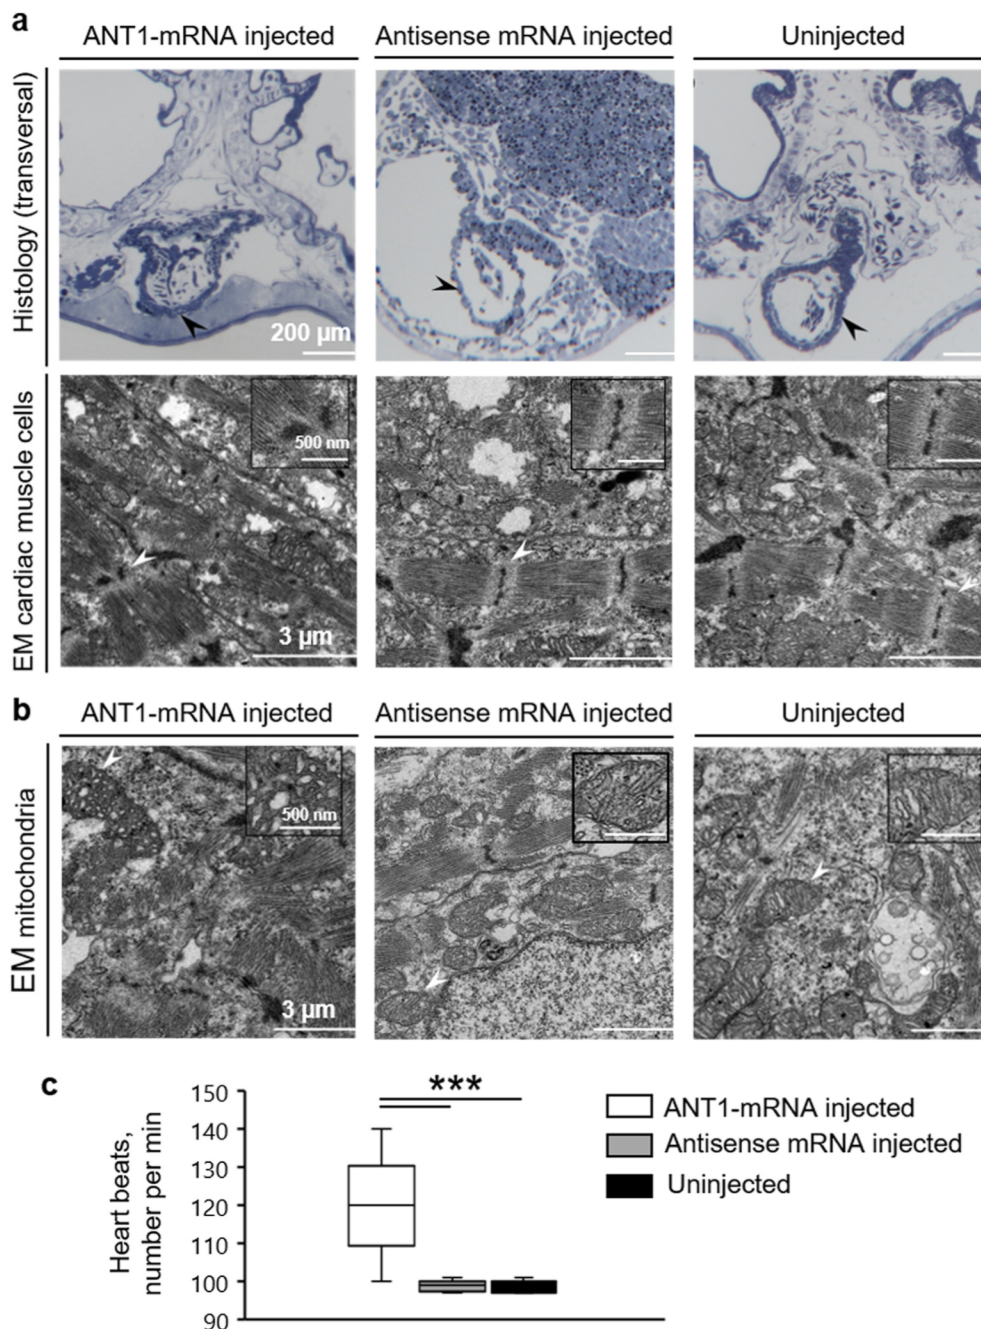 a
ANT1-mRNA injected
Antisense mRNA injected
Uninjected
Histology (transversal)
200 µm
EM cardiac muscle cells
500 nm
3 µm
b
ANT1-mRNA injected
Antisense mRNA injected
Uninjected
EM mitochondria
500 nm
3 µm
c
***
Heart beats,
number per min
150
140
130
120
110
100
90
ANT1-mRNA injected
Antisense mRNA injected
Uninjected